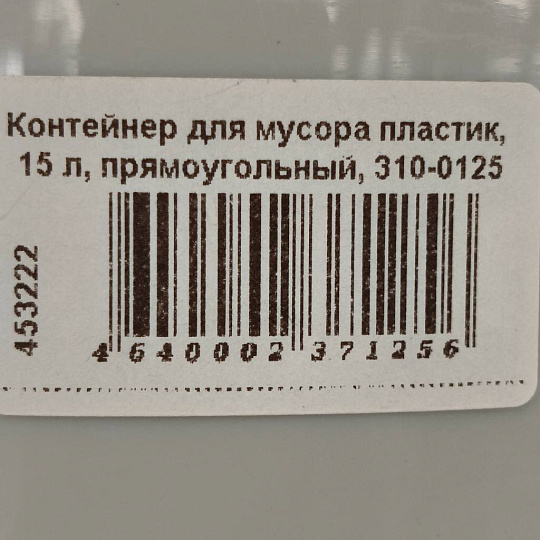 Контейнер для мусора пластик,
15 л, прямоугольный, 310-0125
453222
4 640002 371256